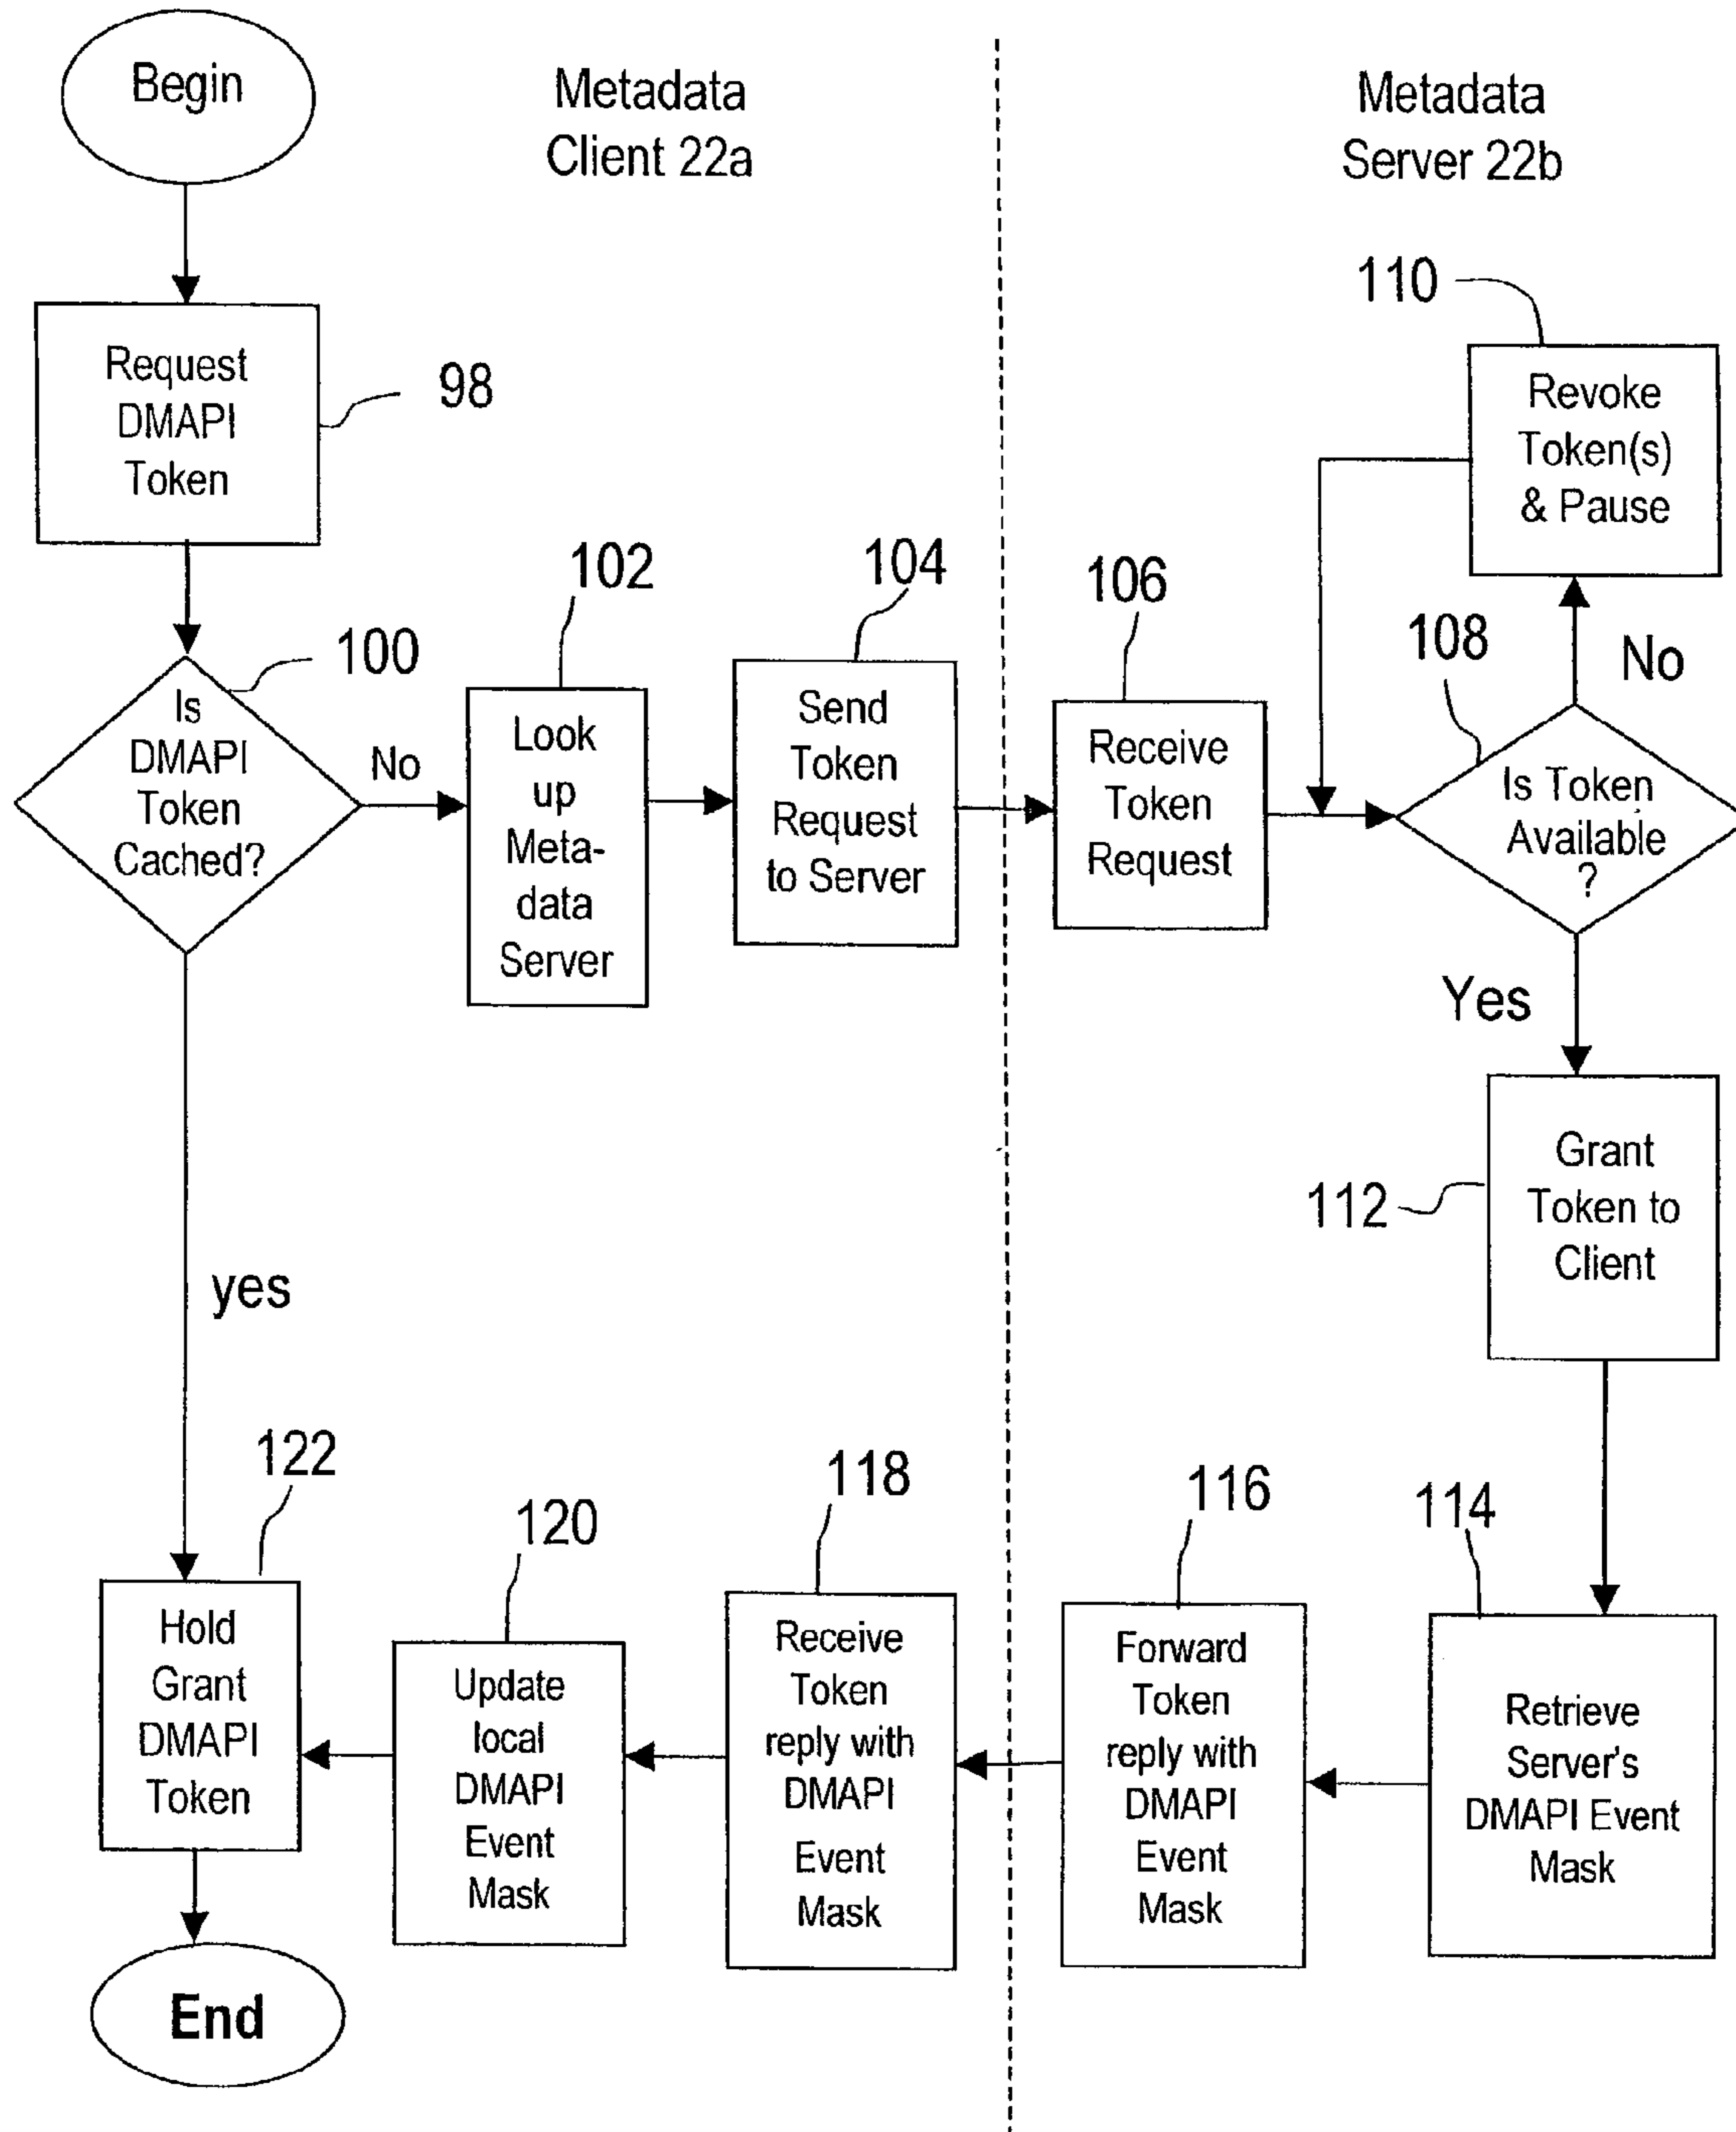 Begin
Metadata
Client 22a
Metadata
Server 22b
Request
DMAPI
Token
98
110
Revoke
Token(s)
& Pause
100
Is
DMAPI
Token
Cached?
No
102
Look
up
Meta-
data
Server
104
Send
Token
Request
to Server
106
Receive
Token
Request
108
No
Is Token
Available
?
Yes
112
Grant
Token to
Client
yes
122
Hold
Grant
DMAPI
Token
120
Update
local
DMAPI
Event
Mask
118
Receive
Token
reply with
DMAPI
Event
Mask
116
Forward
Token
reply with
DMAPI
Event
Mask
114
Retrieve
Server's
DMAPI Event
Mask
End